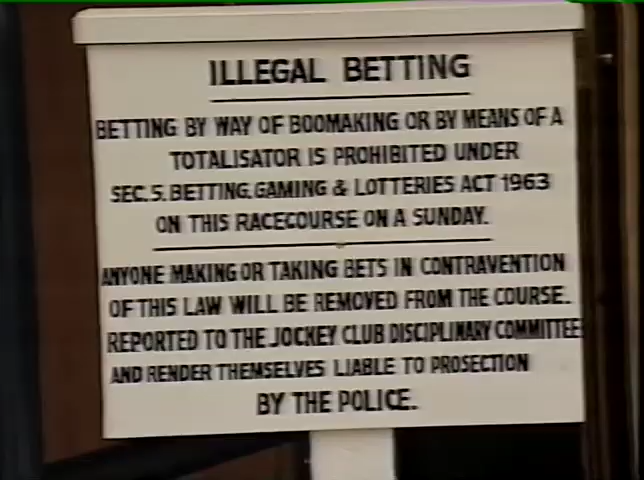 ILLEGAL BETTING
BETTING BY WAY OF BOOMAKING OR BY MEANS OF A
TOTALISATOR IS PROHIBITED UNDER
SEC. 5. BETTING, GAMING & LOTTERIES ACT 1963
ON THIS RACECOURSE ON A SUNDAY.
ANYONE MAKING OR TAKING BETS IN CONTRAVENTION
OF THIS LAW WILL BE REMOVED FROM THE COURSE.
REPORTED TO THE JOCKEY CLUB DISCIPLINARY COMMITTEE
AND RENDER THEMSELVES LIABLE TO PROSECTION
BY THE POLICE.